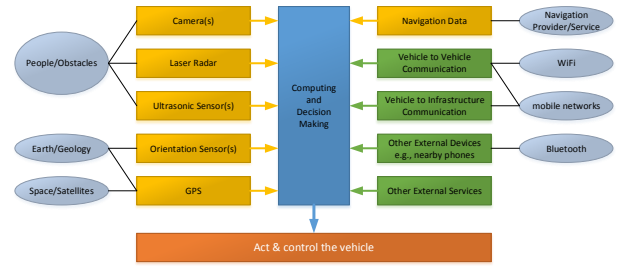 People/Obstacles
Earth/Geology
Space/Satellites
Camera(s)
Laser Radar
Ultrasonic Sensor(s)
Orientation Sensor(s)
GPS
Computing
and
Decision
Making
Navigation Data
Vehicle to Vehicle
Communication
Vehicle to Infrastructure
Communication
Other External Devices
e.g., nearby phones
Other External Services
Navigation
Provider/Service
WiFi
mobile networks
Bluetooth
Act & control the vehicle